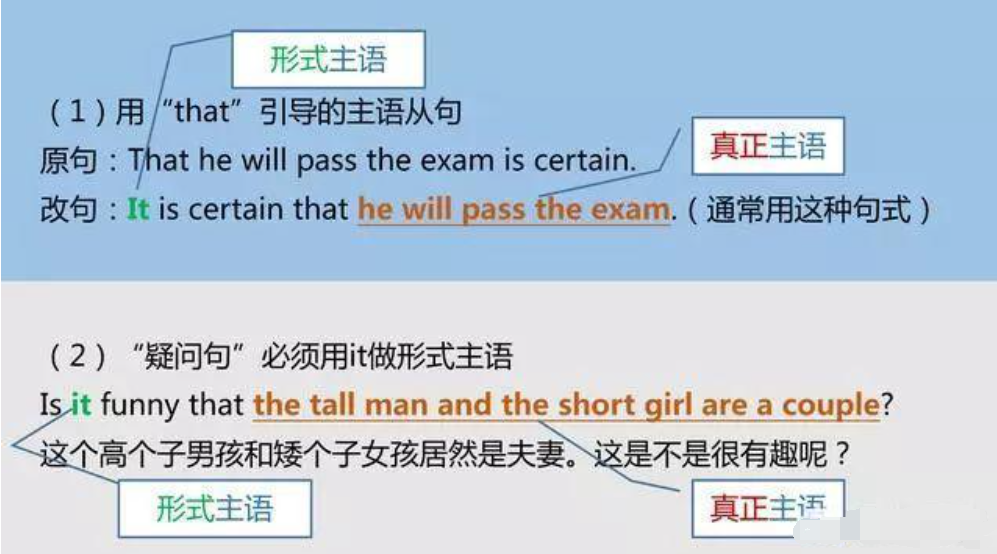 形式主语
（1）用“that”引导的主语从句
真正主语
原句：That he will pass the exam is certain.
改句：It is certain that he will pass the exam.（通常用这种句式）
（2）“疑问句”必须用it做形式主语
Is it funny that the tall man and the short girl are a couple?
这个高个子男孩和矮个子女孩居然是夫妻。这是不是很有趣呢？
形式主语
真正主语